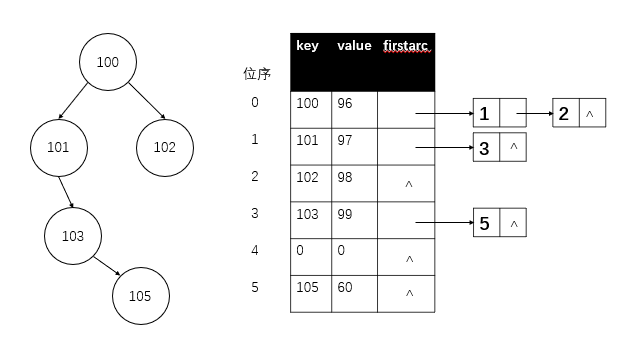 100
101
102
103
105
key value firstarc
位序
0 100 96 1 2 ^
1 101 97 3 ^
2 102 98 ^
3 103 99 5 ^
4 0 0 ^
5 105 60 ^